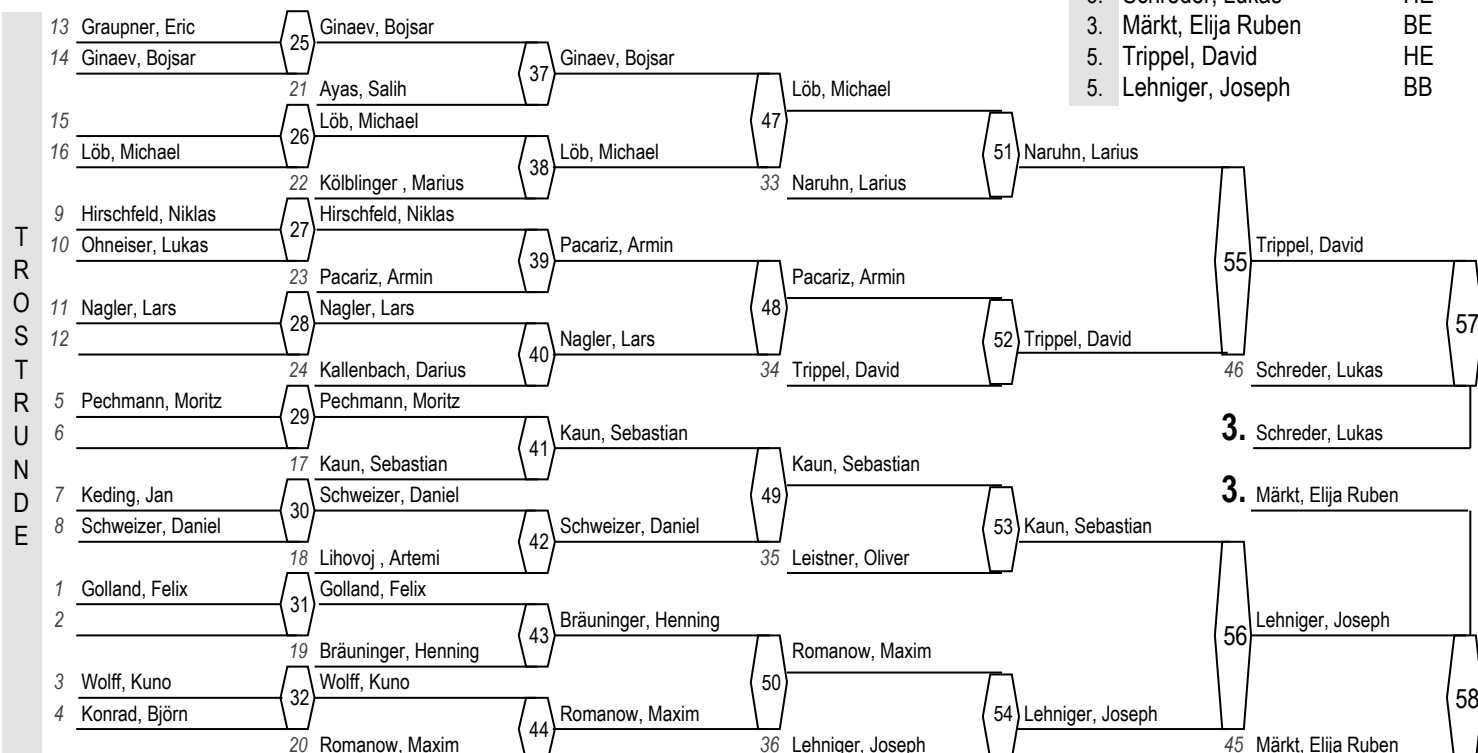 3. Schreder, Lukas HE
3. Märkt, Elija Ruben BE
5. Trippel, David HE
5. Lehniger, Joseph BB
TROSTRUNDE
13 Graupner, Eric
14 Ginaev, Bojsar
25 Ginaev, Bojsar
21 Ayas, Salih
37 Ginaev, Bojsar
15
16 Löb, Michael
26 Löb, Michael
22 Kölblinger , Marius
38 Löb, Michael
47 Löb, Michael
33 Naruhn, Larius
51 Naruhn, Larius
9 Hirschfeld, Niklas
10 Ohneiser, Lukas
27 Hirschfeld, Niklas
23 Pacariz, Armin
39 Pacariz, Armin
11 Nagler, Lars
12
28 Nagler, Lars
24 Kallenbach, Darius
40 Nagler, Lars
48 Pacariz, Armin
34 Trippel, David
52 Trippel, David
55 Trippel, David
46 Schreder, Lukas
57
3. Schreder, Lukas
5 Pechmann, Moritz
6
29 Pechmann, Moritz
17 Kaun, Sebastian
41 Kaun, Sebastian
7 Keding, Jan
8 Schweizer, Daniel
30 Schweizer, Daniel
18 Lihovoj , Artemi
42 Schweizer, Daniel
49 Kaun, Sebastian
35 Leistner, Oliver
53 Kaun, Sebastian
3. Märkt, Elija Ruben
1 Golland, Felix
2
31 Golland, Felix
19 Bräuninger, Henning
43 Bräuninger, Henning
3 Wolff, Kuno
4 Konrad, Björn
32 Wolff, Kuno
20 Romanow, Maxim
44 Romanow, Maxim
50 Romanow, Maxim
36 Lehniger, Joseph
54 Lehniger, Joseph
56 Lehniger, Joseph
45 Märkt, Elija Ruben
58